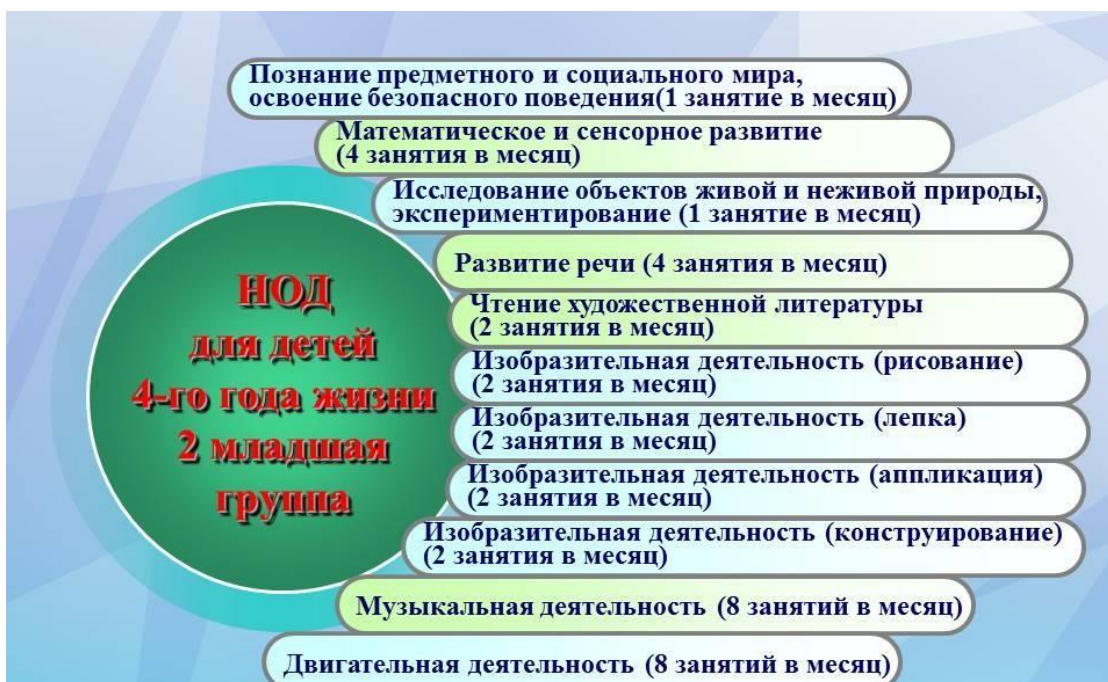 Познание предметного и социального мира,
освоение безопасного поведения(1 занятие в месяц)
Математическое и сенсорное развитие
(4 занятия в месяц)
Исследование объектов живой и неживой природы,
экспериментирование (1 занятие в месяц)
Развитие речи (4 занятия в месяц)
Чтение художественной литературы
(2 занятия в месяц)
Изобразительная деятельность (рисование)
(2 занятия в месяц)
Изобразительная деятельность (лепка)
(2 занятия в месяц)
Изобразительная деятельность (аппликация)
(2 занятия в месяц)
Изобразительная деятельность (конструирование)
(2 занятия в месяц)
Музыкальная деятельность (8 занятий в месяц)
Двигательная деятельность (8 занятий в месяц)
НОД
для детей
4-го года жизни
2 младшая
группа